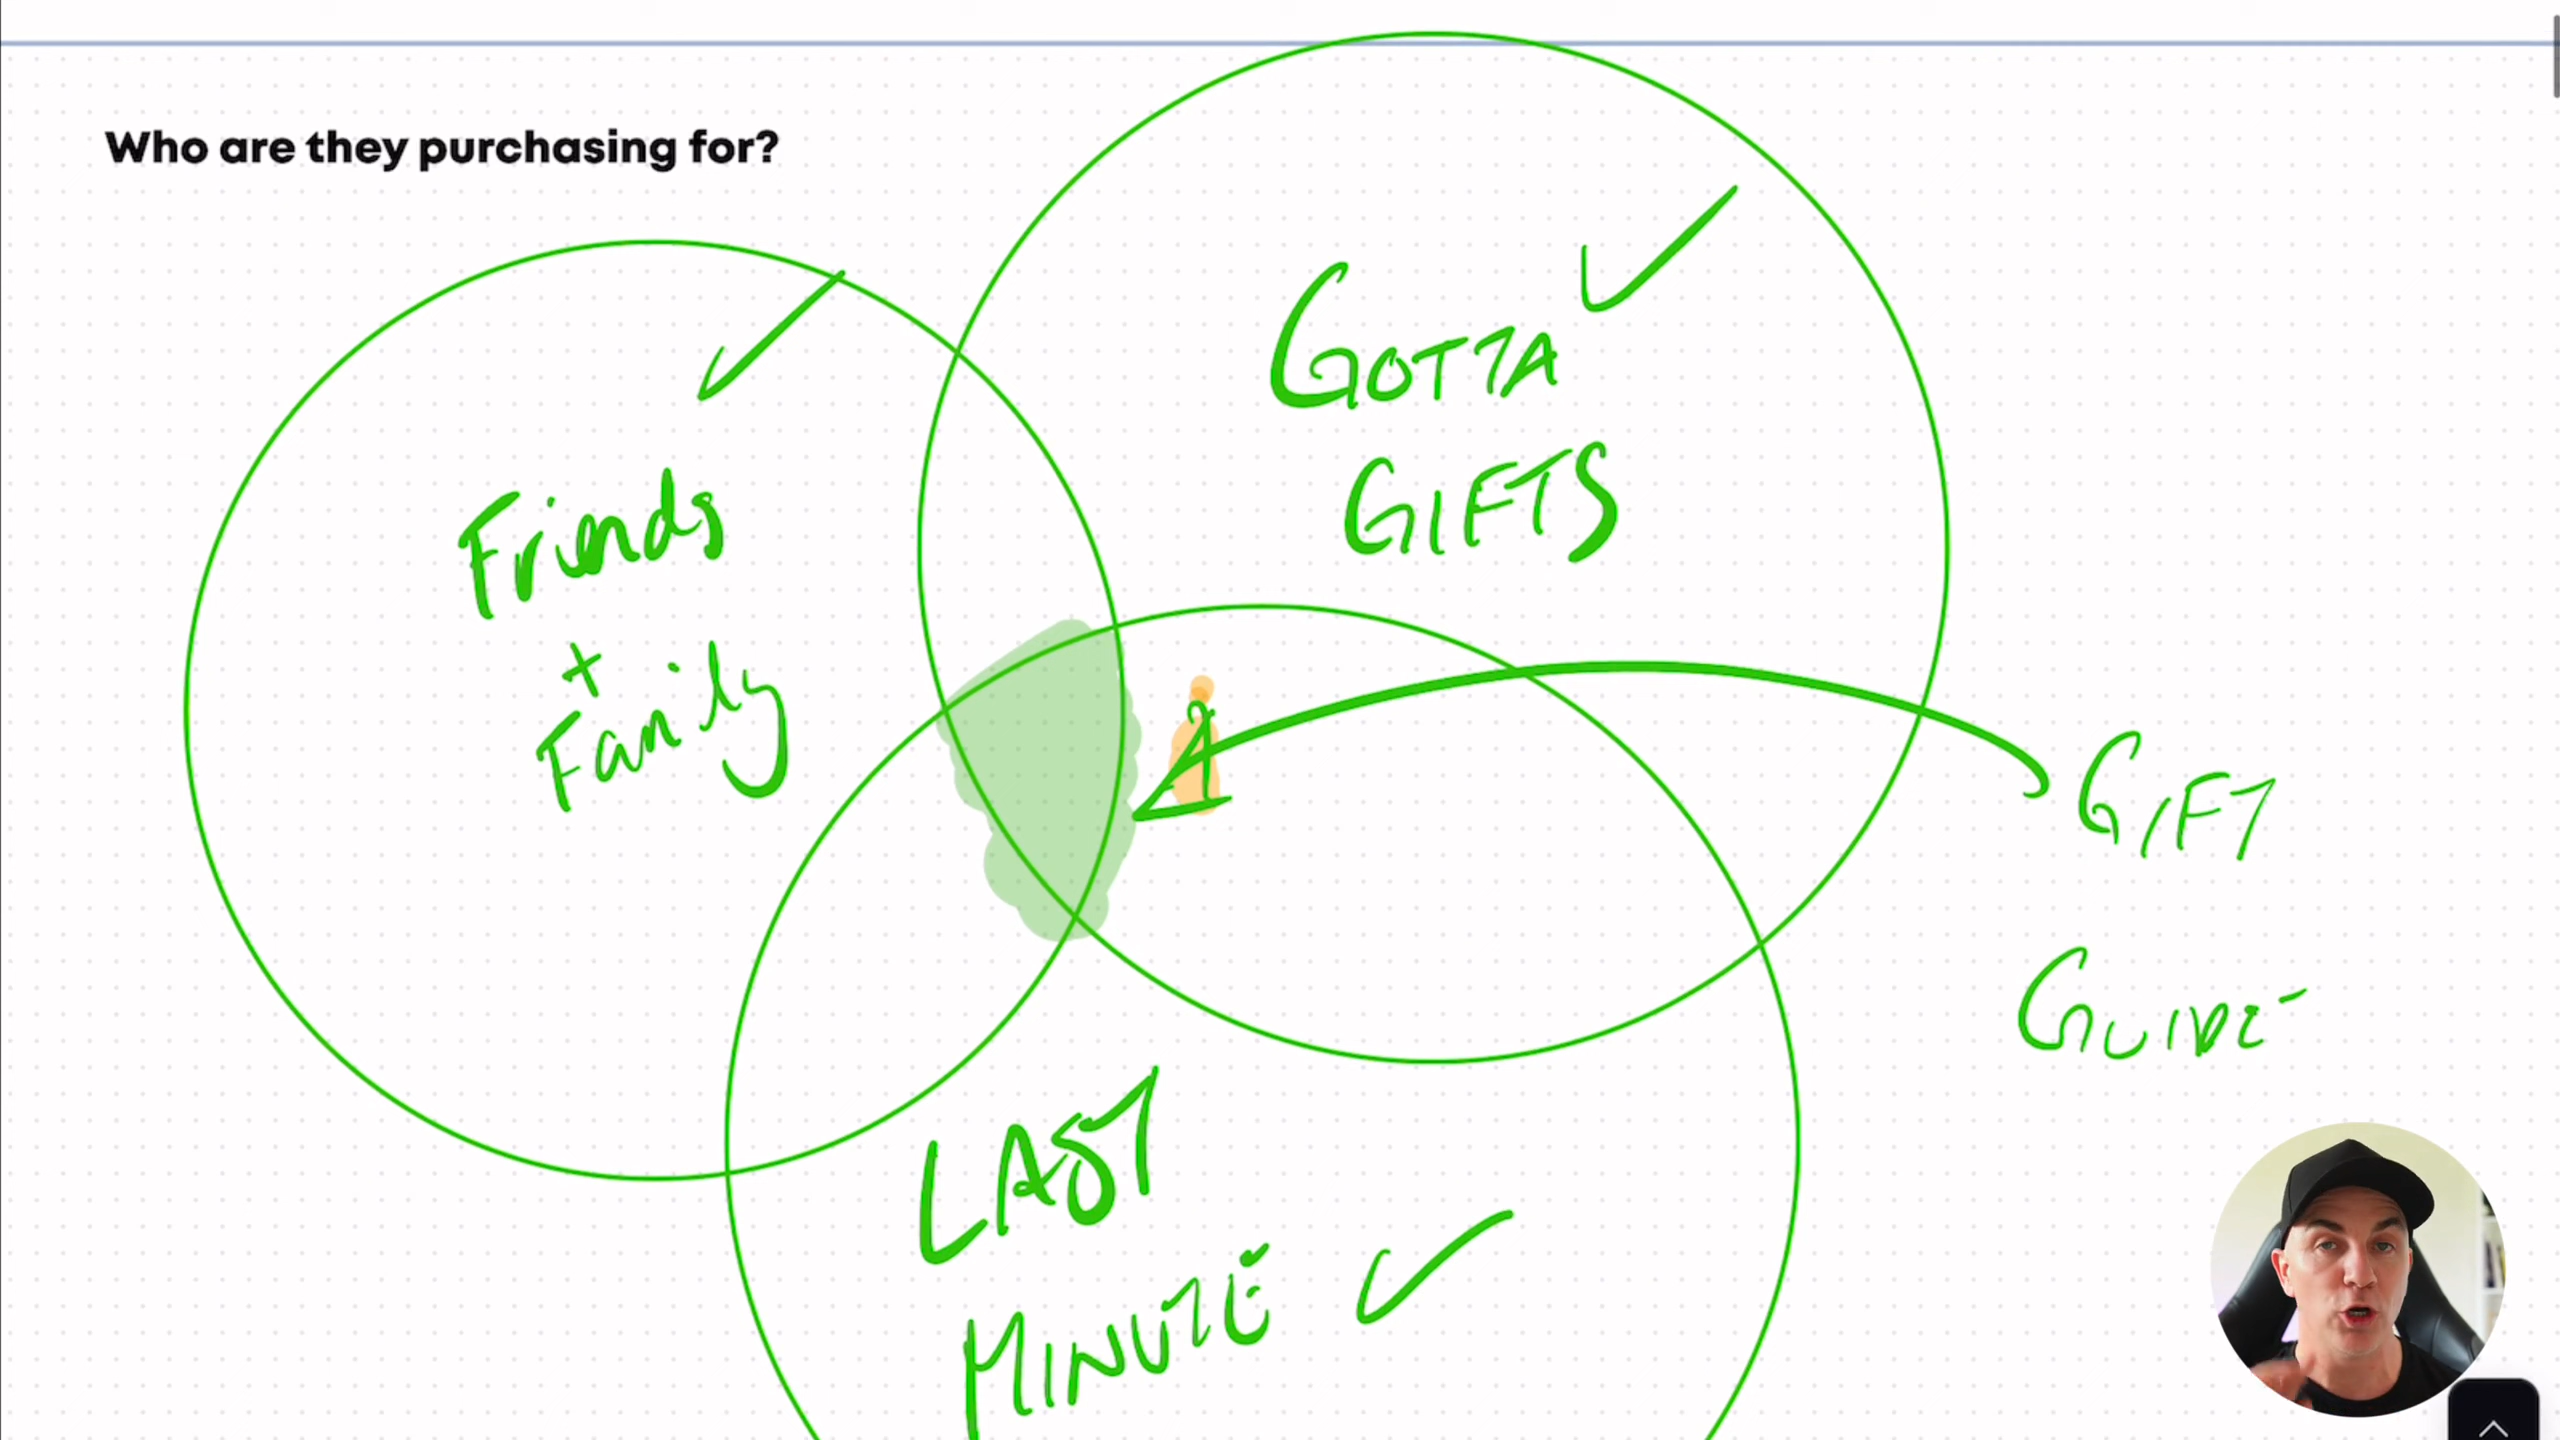 Who are they purchasing for?
GOTTA
GIFTS
Friends
+
Family
GIFT
GUIDE
LAST
MINUTE